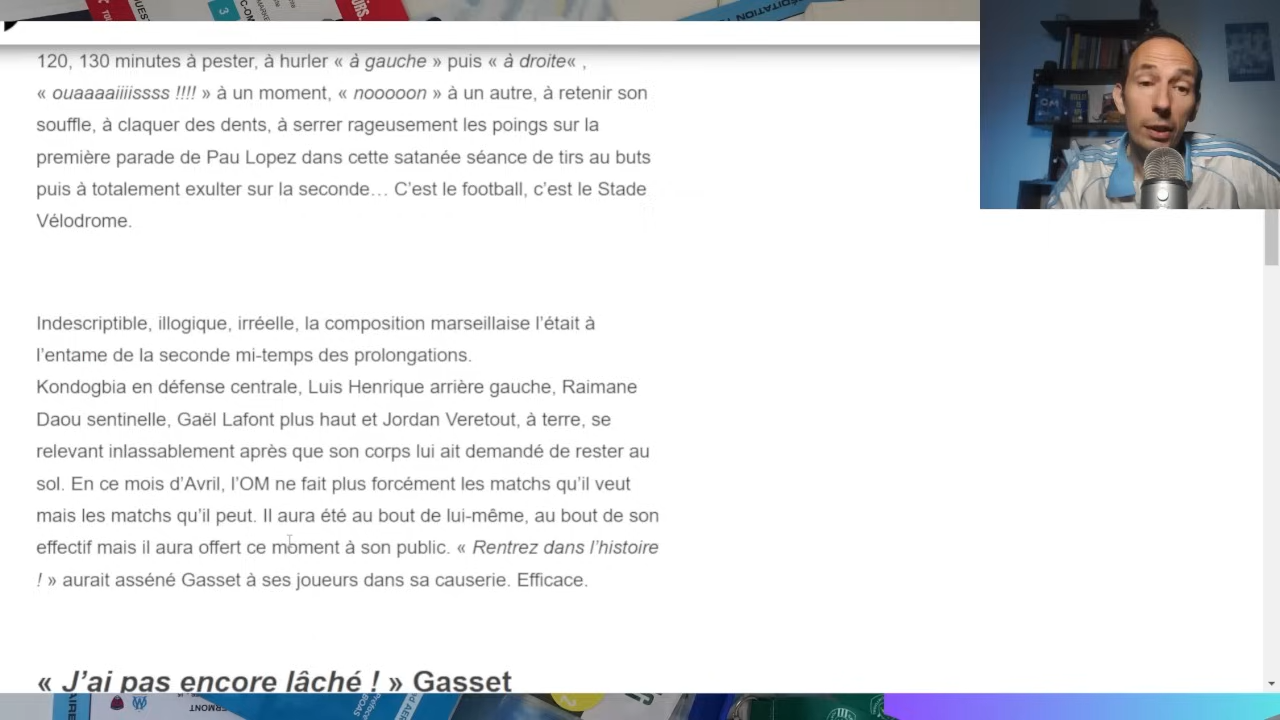 120, 130 minutes à pester, à hurler « à gauche » puis « à droite« ,
« ouaaaaiiiissss !!!! » à un moment, « nooooon » à un autre, à retenir son
souffle, à claquer des dents, à serrer rageusement les poings sur la
première parade de Pau Lopez dans cette satanée séance de tirs au buts
puis à totalement exulter sur la seconde… C’est le football, c’est le Stade
Vélodrome.
Indescriptible, illogique, irréelle, la composition marseillaise l’était à
l’entame de la seconde mi-temps des prolongations.
Kondogbia en défense centrale, Luis Henrique arrière gauche, Raimane
Daou sentinelle, Gaël Lafont plus haut et Jordan Veretout, à terre, se
relevant inlassablement après que son corps lui ait demandé de rester au
sol. En ce mois d’Avril, l’OM ne fait plus forcément les matchs qu’il veut
mais les matchs qu’il peut. Il aura été au bout de lui-même, au bout de son
effectif mais il aura offert ce moment à son public. « Rentrez dans l’histoire
! » aurait asséné Gasset à ses joueurs dans sa causerie. Efficace.
« J’ai pas encore lâché ! » Gasset